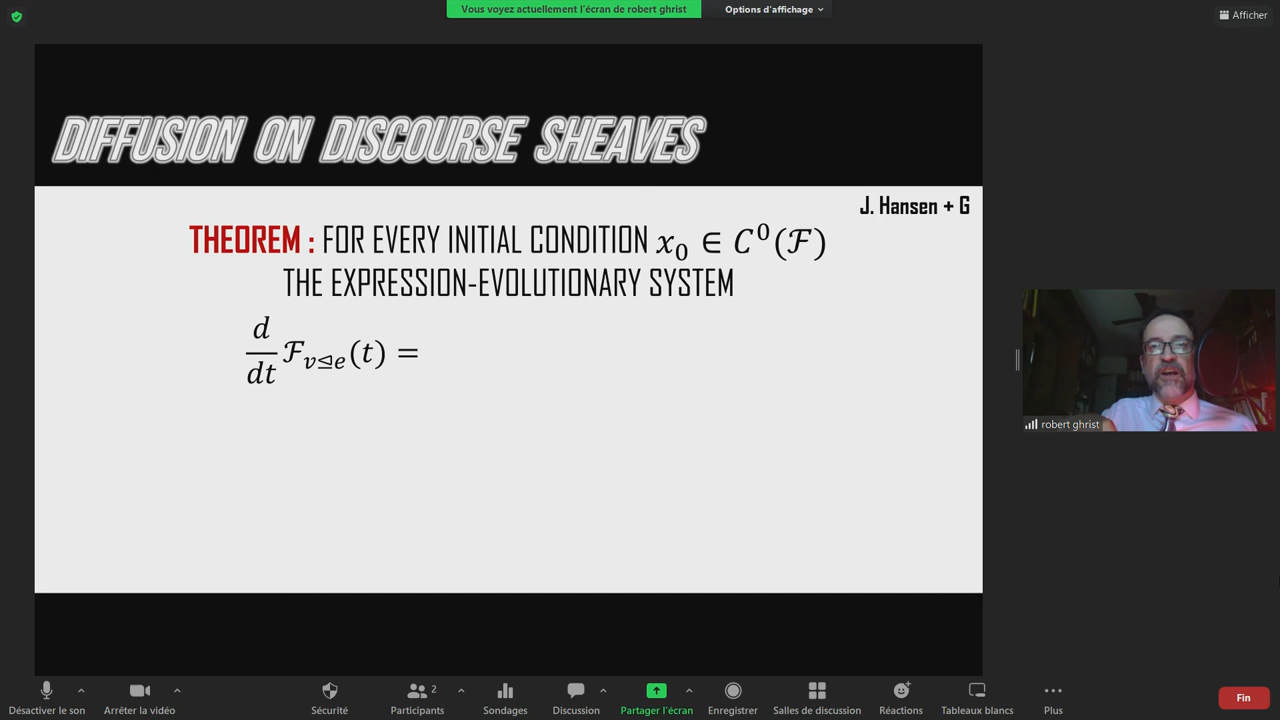 Vous voyez actuellement l'écran de robert ghrist
Options d'affichage
Afficher
DIFFUSION ON DISCOURSE SHEAVES
J. Hansen + G
THEOREM : FOR EVERY INITIAL CONDITION x₀ ∈ C⁰(ℱ)
THE EXPRESSION-EVOLUTIONARY SYSTEM
d/dt ℱ_{v⊴e}(t) =
robert ghrist
2
Désactiver le son
Arrêter la vidéo
Sécurité
Participants
Sondages
Discussion
Partager l'écran
Enregistrer
Salles de discussion
Réactions
Tableaux blancs
Plus
Fin